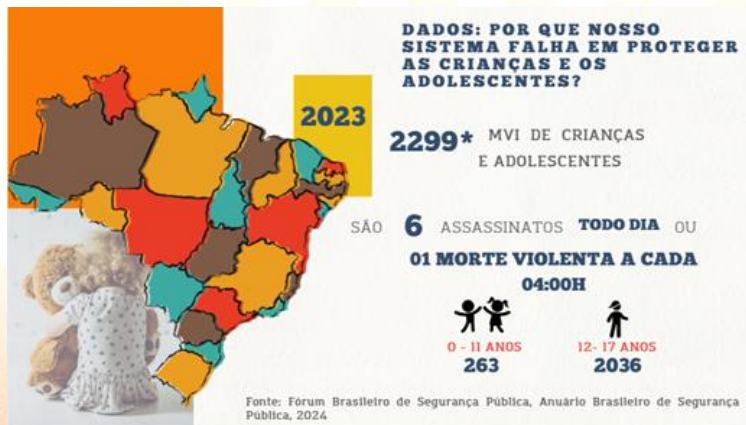 DADOS: POR QUE NOSSO
SISTEMA FALHA EM PROTEGER
AS CRIANÇAS E OS
ADOLESCENTES?
2023
2299* MVI DE CRIANÇAS
E ADOLESCENTES
SÃO 6 ASSASSINATOS TODO DIA OU
01 MORTE VIOLENTA A CADA
04:00H
0 - 11 ANOS 12- 17 ANOS
263 2036
Fonte: Fórum Brasileiro de Segurança Pública, Anuário Brasileiro de Segurança
Pública, 2024